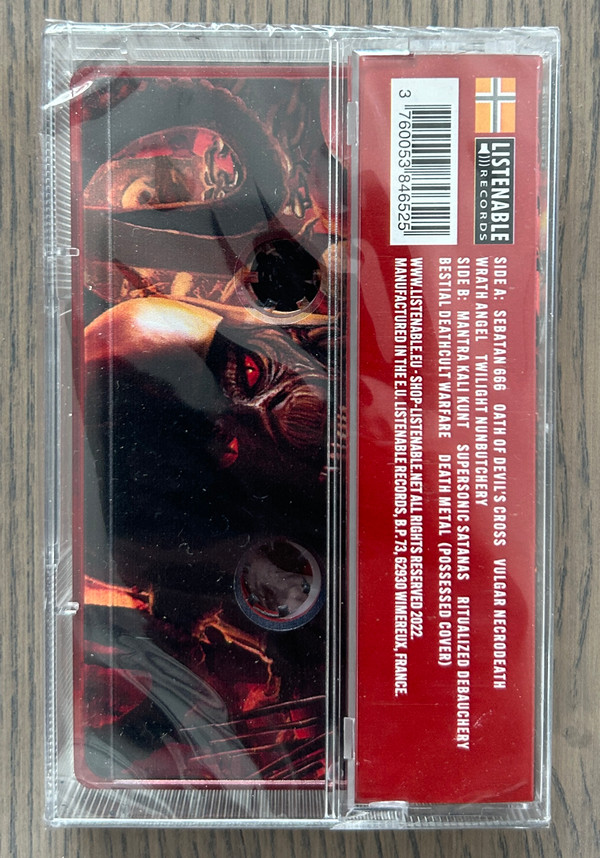 LISTENABLE
RECORDS
3 760053 846525
SIDE A: SEBATAN 666 OATH OF DEVIL'S CROSS VULGAR NECRODEATH
WRATH ANGEL TWILIGHT NUNBUTCHERY
SIDE B: MANTRA KALI KUNT SUPERSONIC SATANAS RITUALIZED DEBAUCHERY
BESTIAL DEATHCULT WARFARE DEATH METAL (POSSESSED COVER)
WWW.LISTENABLE.EU - SHOP-LISTENABLE.NET ALL RIGHTS RESERVED 2022.
MANUFACTURED IN THE E.U. LISTENABLE RECORDS, B.P. 73, 62930 WIMEREUX, FRANCE.